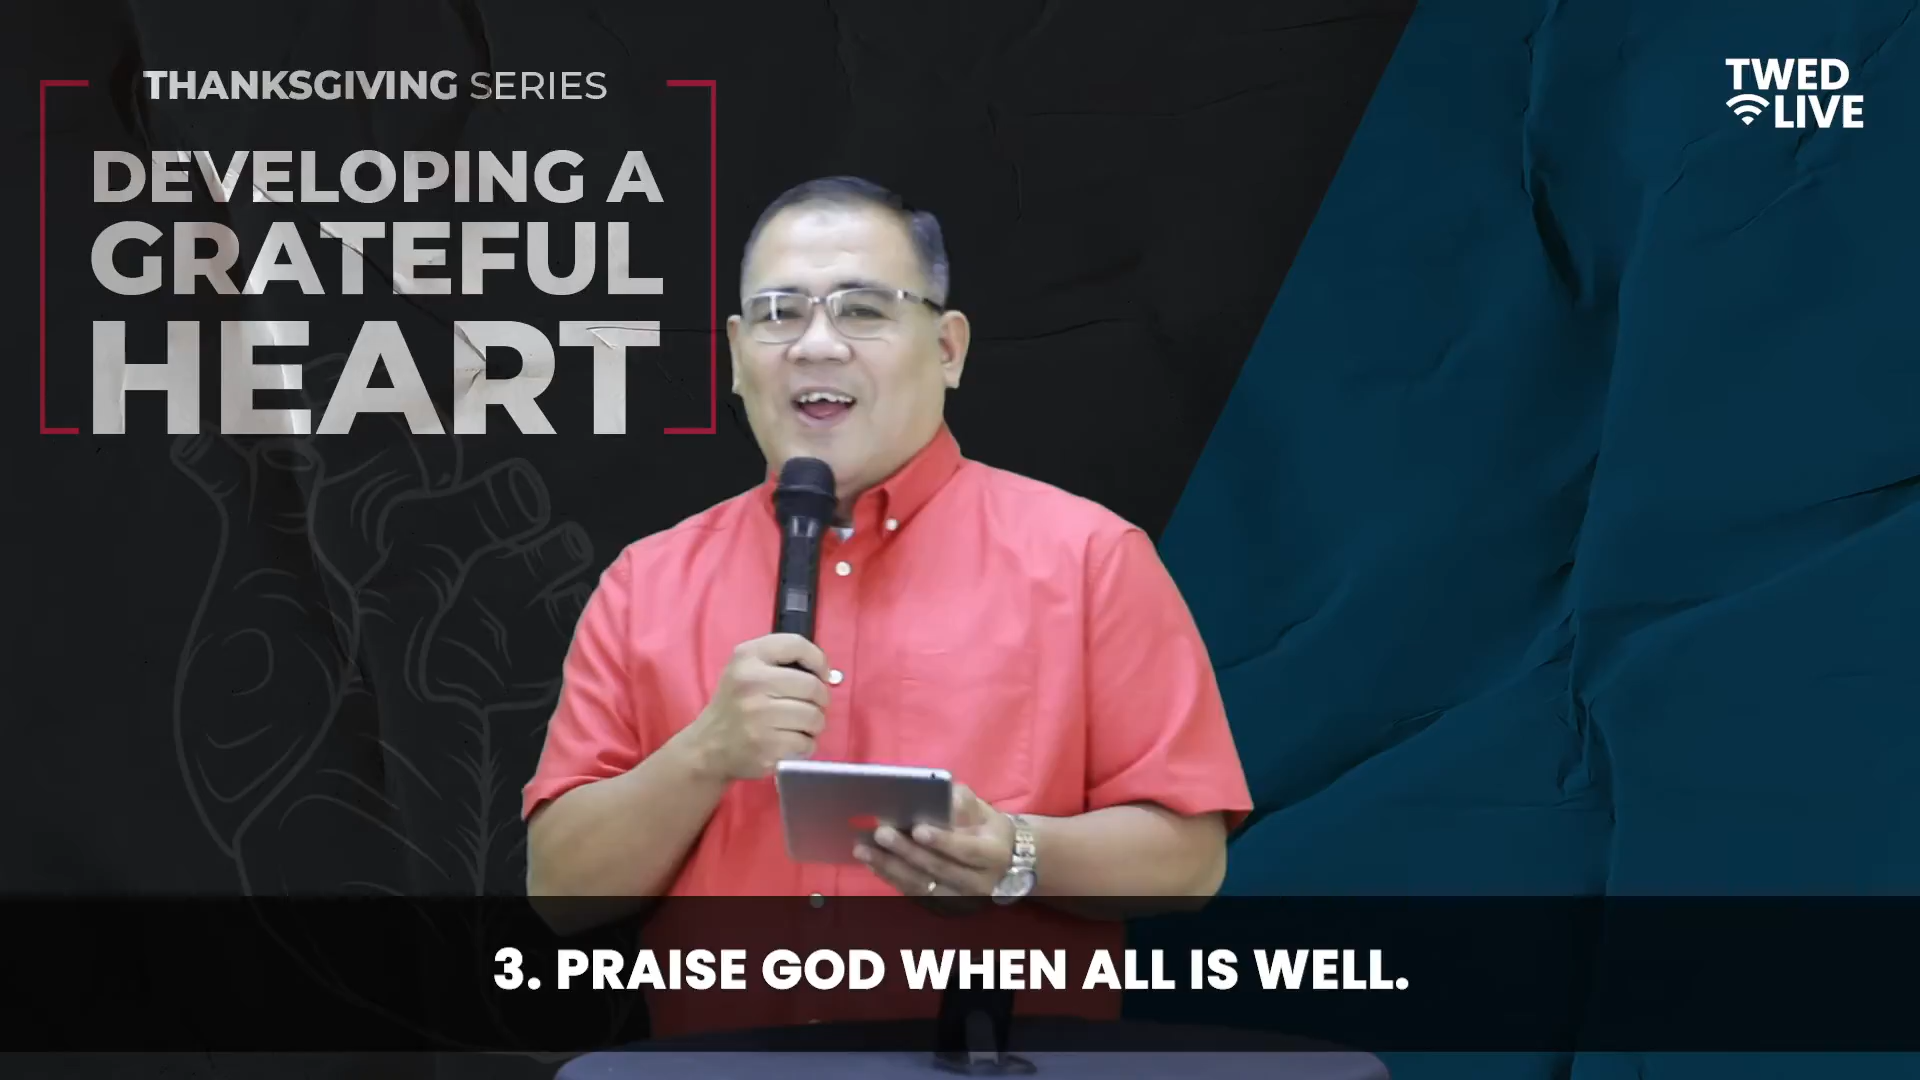 THANKSGIVING SERIES
DEVELOPING A
GRATEFUL
HEART
TWED
LIVE
3. PRAISE GOD WHEN ALL IS WELL.